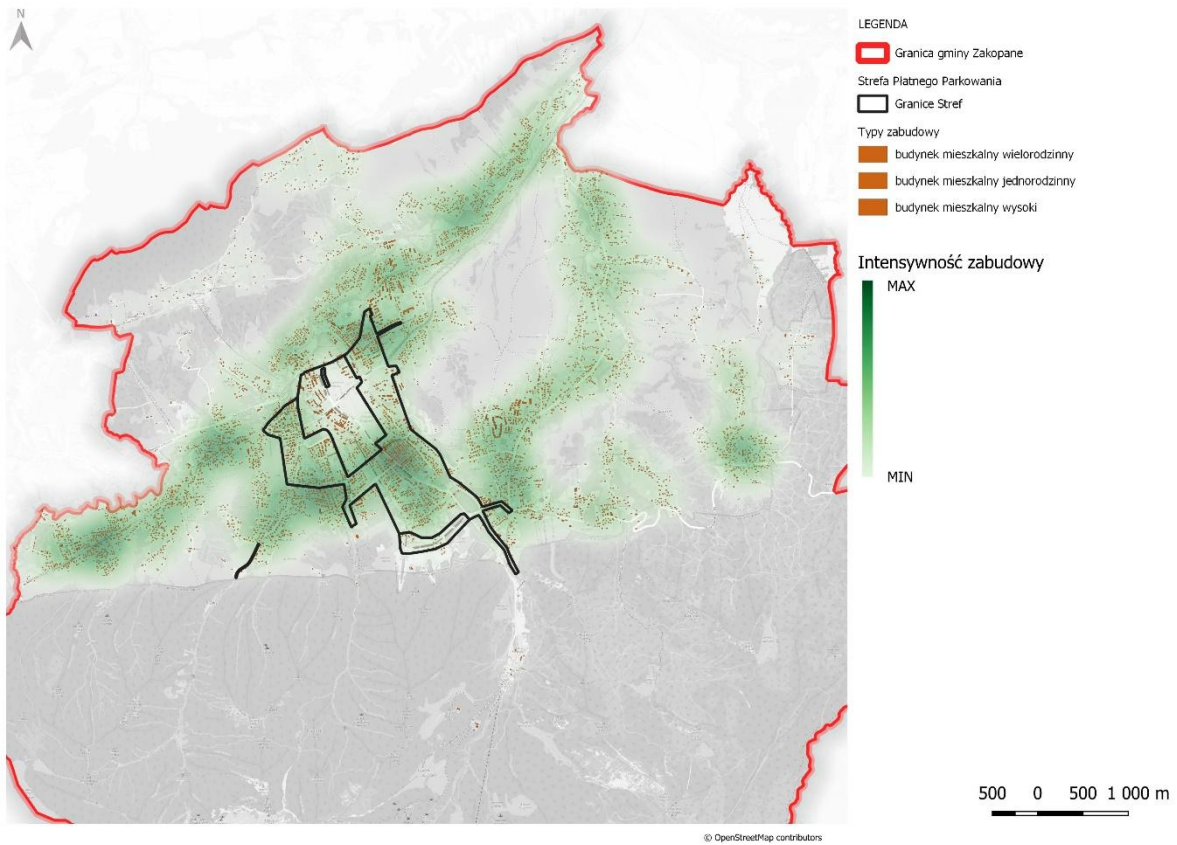 N
LEGENDA
Granica gminy Zakopane
Strefa Płatnego Parkowania
Granice Stref
Typy zabudowy
budynek mieszkalny wielorodzinny
budynek mieszkalny jednorodzinny
budynek mieszkalny wysoki
Intensywność zabudowy
MAX
MIN
500 0 500 1 000 m
© OpenStreetMap contributors